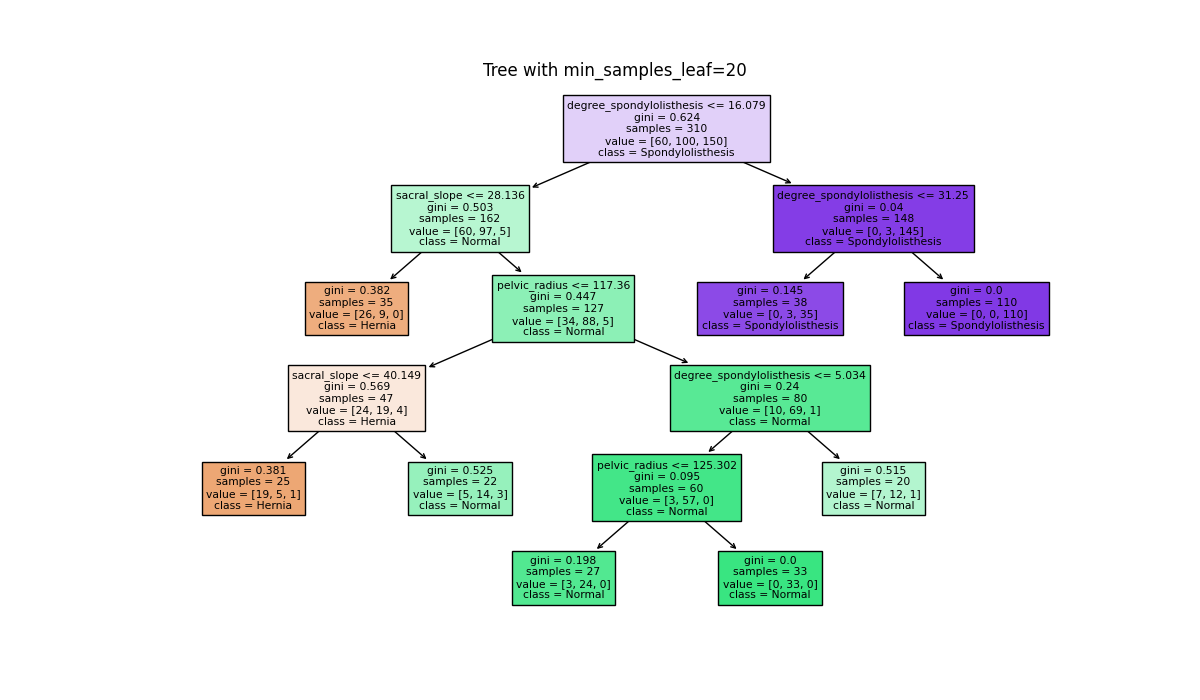 Tree with min_samples_leaf=20
degree_spondylolisthesis <= 16.079
gini = 0.624
samples = 310
value = [60, 100, 150]
class = Spondylolisthesis
sacral_slope <= 28.136
gini = 0.503
samples = 162
value = [60, 97, 5]
class = Normal
degree_spondylolisthesis <= 31.25
gini = 0.04
samples = 148
value = [0, 3, 145]
class = Spondylolisthesis
gini = 0.382
samples = 35
value = [26, 9, 0]
class = Hernia
pelvic_radius <= 117.36
gini = 0.447
samples = 127
value = [34, 88, 5]
class = Normal
gini = 0.145
samples = 38
value = [0, 3, 35]
class = Spondylolisthesis
gini = 0.0
samples = 110
value = [0, 0, 110]
class = Spondylolisthesis
sacral_slope <= 40.149
gini = 0.569
samples = 47
value = [24, 19, 4]
class = Hernia
degree_spondylolisthesis <= 5.034
gini = 0.24
samples = 80
value = [10, 69, 1]
class = Normal
gini = 0.381
samples = 25
value = [19, 5, 1]
class = Hernia
gini = 0.525
samples = 22
value = [5, 14, 3]
class = Normal
pelvic_radius <= 125.302
gini = 0.095
samples = 60
value = [3, 57, 0]
class = Normal
gini = 0.515
samples = 20
value = [7, 12, 1]
class = Normal
gini = 0.198
samples = 27
value = [3, 24, 0]
class = Normal
gini = 0.0
samples = 33
value = [0, 33, 0]
class = Normal